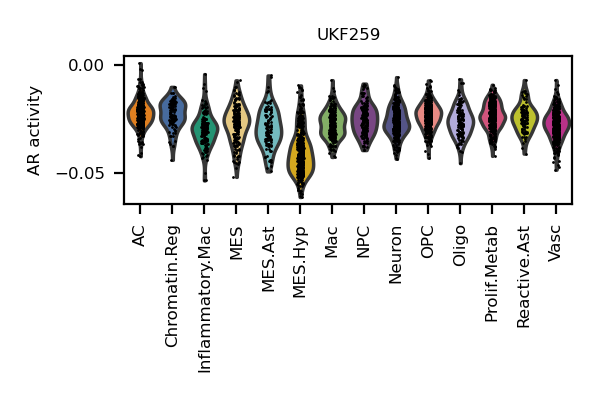 UKF259
AR activity
0.00
−0.05
AC
Chromatin.Reg
Inflammatory.Mac
MES
MES.Ast
MES.Hyp
Mac
NPC
Neuron
OPC
Oligo
Prolif.Metab
Reactive.Ast
Vasc